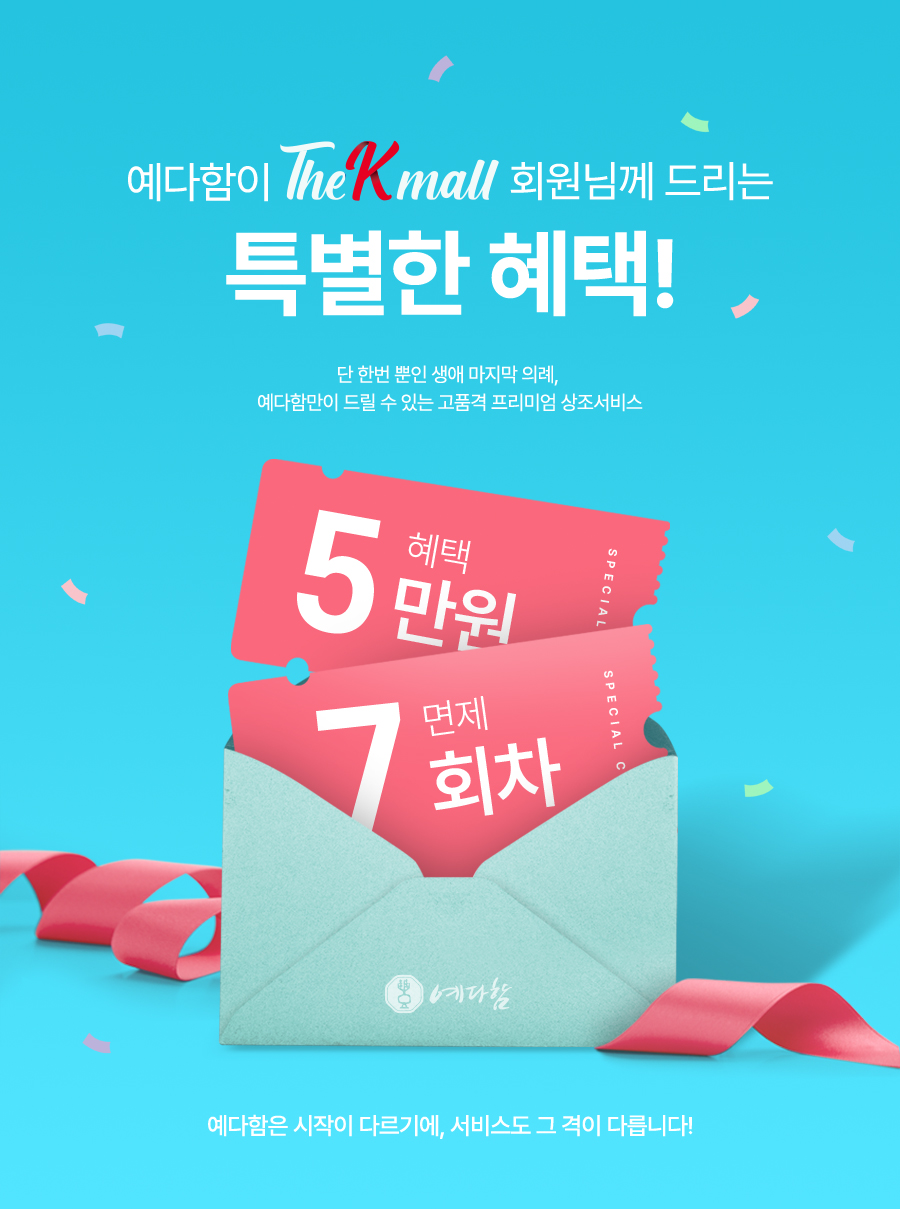 예다함이 The K mall 회원님께 드리는
특별한 혜택!
단 한번 뿐인 생애 마지막 의례,
예다함만이 드릴 수 있는 고품격 프리미엄 상조서비스
5 혜택
만원
SPECIAL
7 면제
회차
SPECIAL C
예다함
예다함은 시작이 다르기에, 서비스도 그 격이 다릅니다!